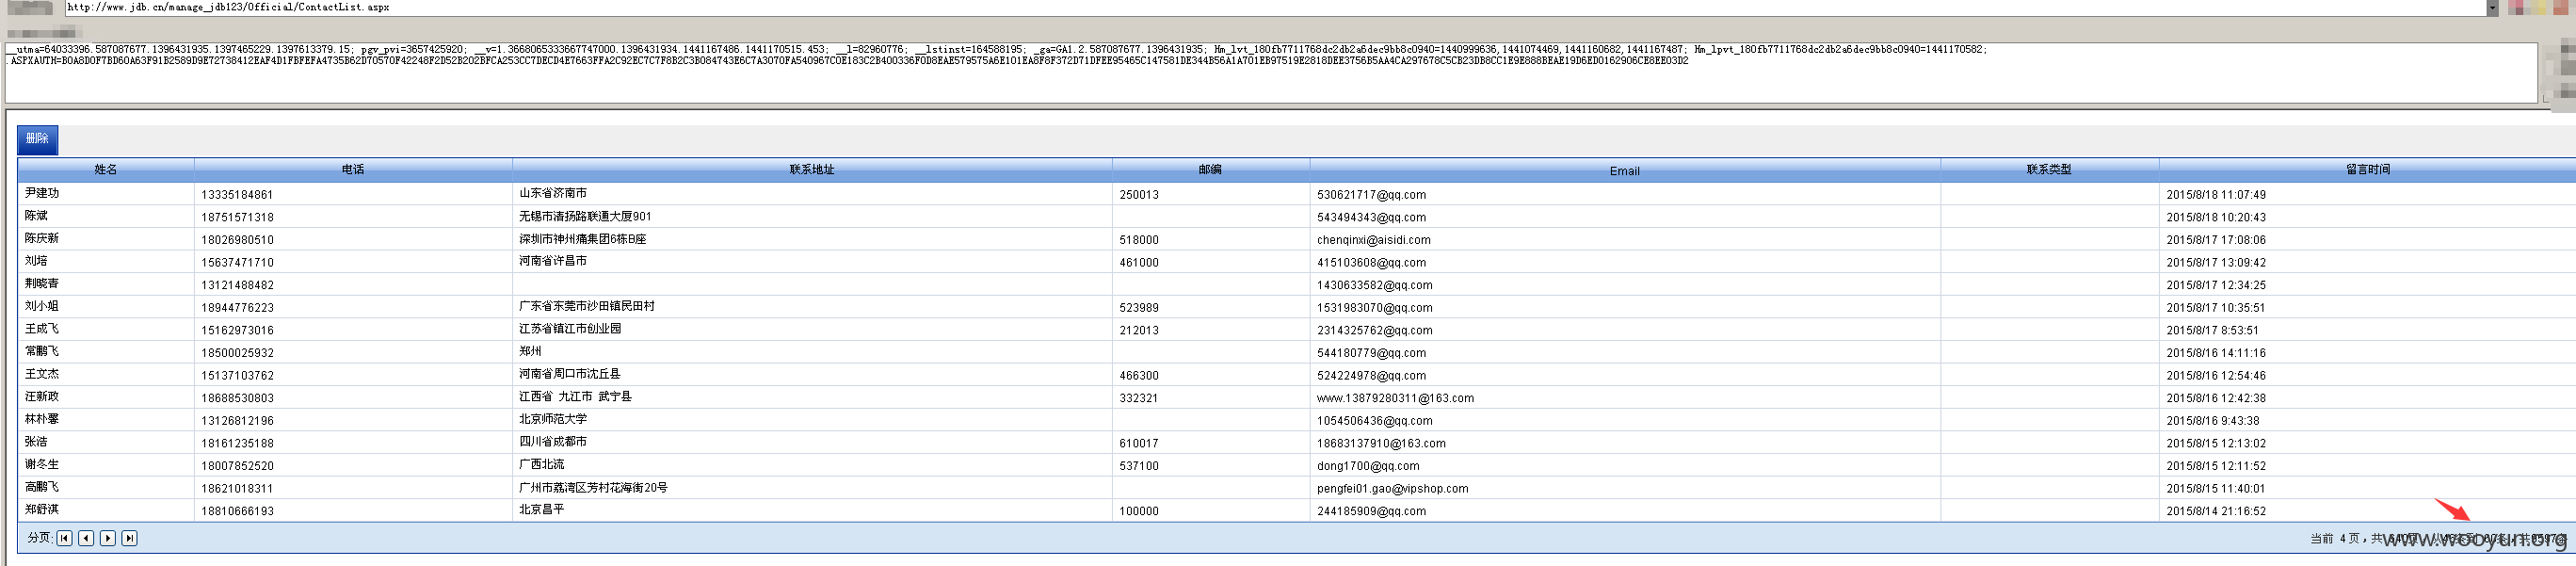 http://www.jdb.cn/manage_jdb123/Official/ContactList.aspx
__utma=64033396.587087677.1396431935.1397465229.1397613379.15; pgv_pvi=3657425920; __v=1.3668065333667747000.1396431934.1441167486.1441170515.453; __l=82960776; __lstinst=164588195; _ga=GA1.2.587087677.1396431935; Hm_lvt_180fb7711768dc2db2a6dec9bb8c0940=1440999636,1441074469,1441160682,1441167487; Hm_lpvt_180fb7711768dc2db2a6dec9bb8c0940=1441170582;
删除
姓名 电话 联系地址 邮编 Email 联系类型 留言时间
尹建功 13335184861 山东省济南市 250013 530621717@qq.com 2015/8/18 11:07:49
陈斌 18751571318 无锡市清扬路联通大厦901 543494343@qq.com 2015/8/18 10:20:43
陈庆新 18026980510 深圳市神州痛集团6栋B座 518000 chenqinxi@aisidi.com 2015/8/17 17:08:06
刘培 15637471710 河南省许昌市 461000 415103608@qq.com 2015/8/17 13:09:42
荆晓青 13121488482 1430633582@qq.com 2015/8/17 12:34:25
刘小姐 18944776223 广东省东莞市沙田镇民田村 523989 1531983070@qq.com 2015/8/17 10:35:51
王成飞 15162973016 江苏省镇江市创业园 212013 2314325762@qq.com 2015/8/17 8:53:51
常鹏飞 18500025932 郑州 544180779@qq.com 2015/8/16 14:11:16
王文杰 15137103762 河南省周口市沈丘县 466300 524224978@qq.com 2015/8/16 12:54:46
汪新政 18688530803 江西省 九江市 武宁县 332321 www.13879280311@163.com 2015/8/16 12:42:38
林朴馨 13126812196 北京师范大学 1054506436@qq.com 2015/8/16 9:43:38
张浩 18161235188 四川省成都市 610017 18683137910@163.com 2015/8/15 12:13:02
谢冬生 18007852520 广西北流 537100 dong1700@qq.com 2015/8/15 12:11:52
高鹏飞 18621018311 广州市荔湾区芳村花海街20号 pengfei01.gao@vipshop.com 2015/8/15 11:40:01
郑舒淇 18810666193 北京昌平 100000 244185909@qq.com 2015/8/14 21:16:52
分页: 当前 4 页，共
www.wooyun.org